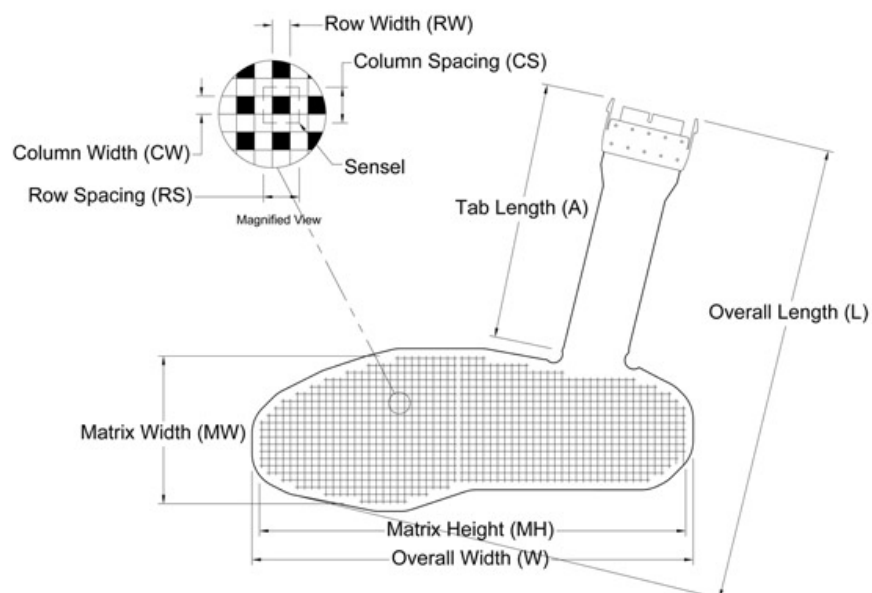 Row Width (RW)
Column Spacing (CS)
Column Width (CW)
Sensel
Row Spacing (RS)
Magnified View
Tab Length (A)
Overall Length (L)
Matrix Width (MW)
Matrix Height (MH)
Overall Width (W)